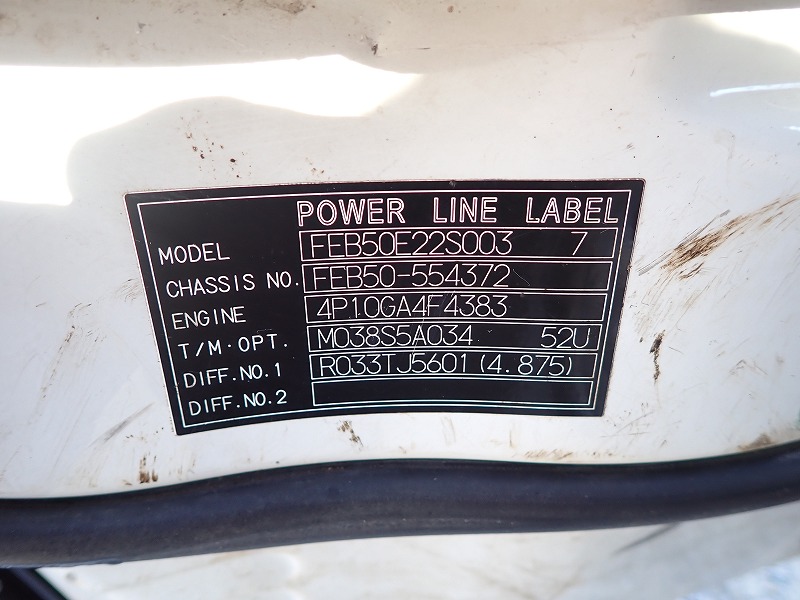 POWER LINE LABEL
MODEL FEB50E22S003 7
CHASSIS NO. FEB50-554372
ENGINE 4P10GA4F4383
T/M·OPT. M038S5A034 52U
DIFF.NO.1 R033TJ5601(4.875)
DIFF.NO.2